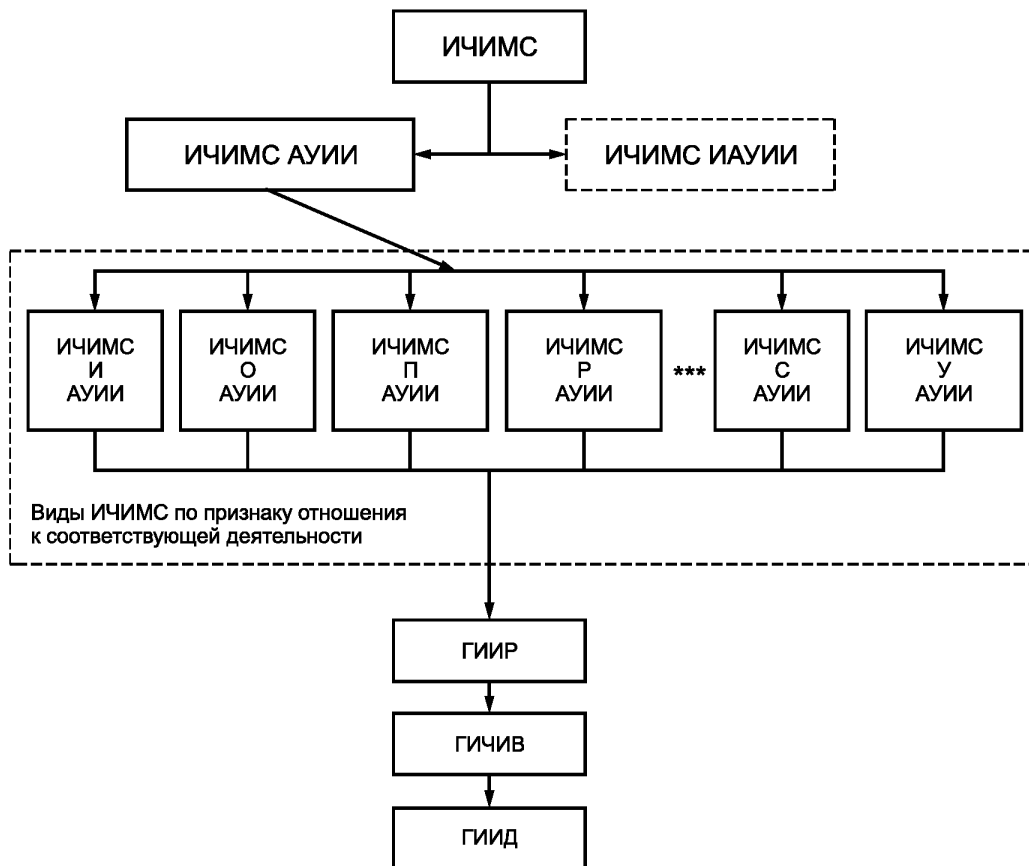 ИЧИМС
ИЧИМС АУИИ
ИЧИМС ИАУИИ
ИЧИМС
И
АУИИ
ИЧИМС
О
АУИИ
ИЧИМС
П
АУИИ
ИЧИМС
Р
АУИИ
***
ИЧИМС
С
АУИИ
ИЧИМС
У
АУИИ
Виды ИЧИМС по признаку отношения
к соответствующей деятельности
ГИИР
ГИЧИВ
ГИИД